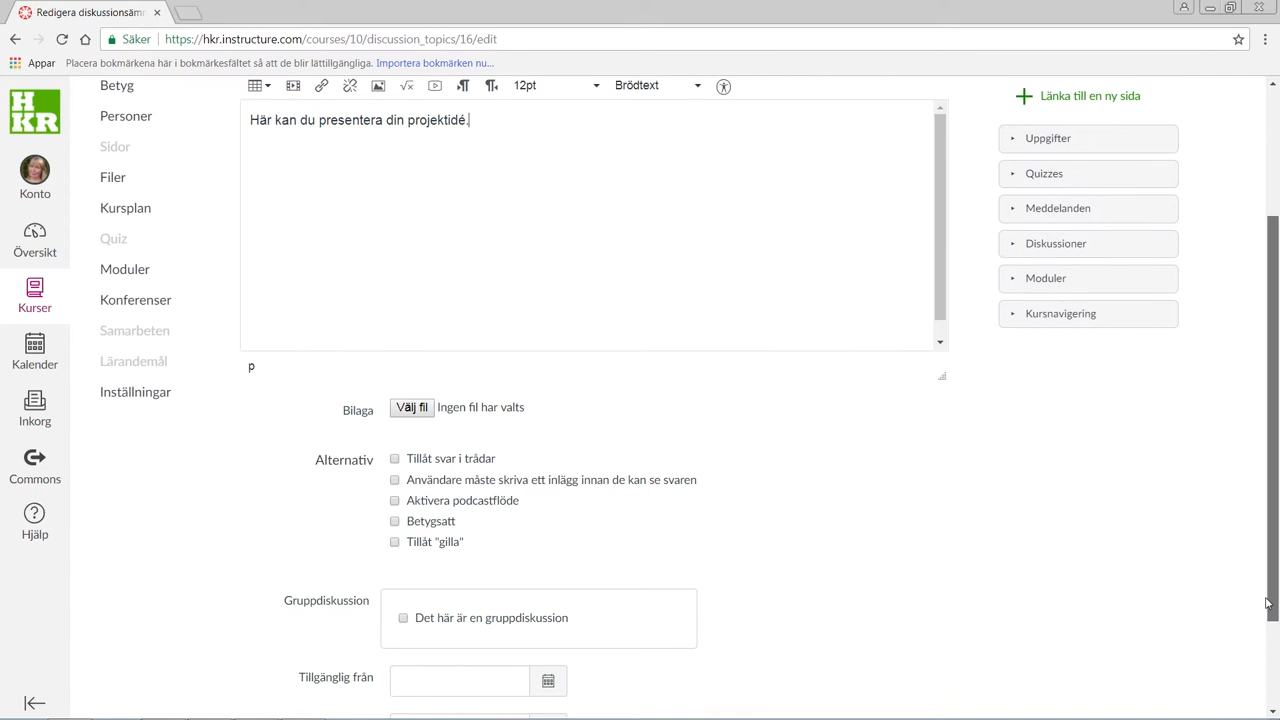 Redigera diskussionsämn
Säker
https://hkr.instructure.com/courses/10/discussion_topics/16/edit
Appar
Placera bokmärkena här i bokmärkesfältet så att de blir lättillgängliga. Importera bokmärken nu...
HKR
Konto
Översikt
Kurser
Kalender
Inkorg
Commons
Hjälp
Betyg
Personer
Sidor
Filer
Kursplan
Quiz
Moduler
Konferenser
Samarbeten
Lärandemål
Inställningar
12pt
Brödtext
Här kan du presentera din projektidé.
p
Bilaga
Välj fil Ingen fil har valts
Alternativ
Tillåt svar i trådar
Användare måste skriva ett inlägg innan de kan se svaren
Aktivera podcastflöde
Betygsatt
Tillåt "gilla"
Gruppdiskussion
Det här är en gruppdiskussion
Tillgänglig från
Länka till en ny sida
Uppgifter
Quizzes
Meddelanden
Diskussioner
Moduler
Kursnavigering